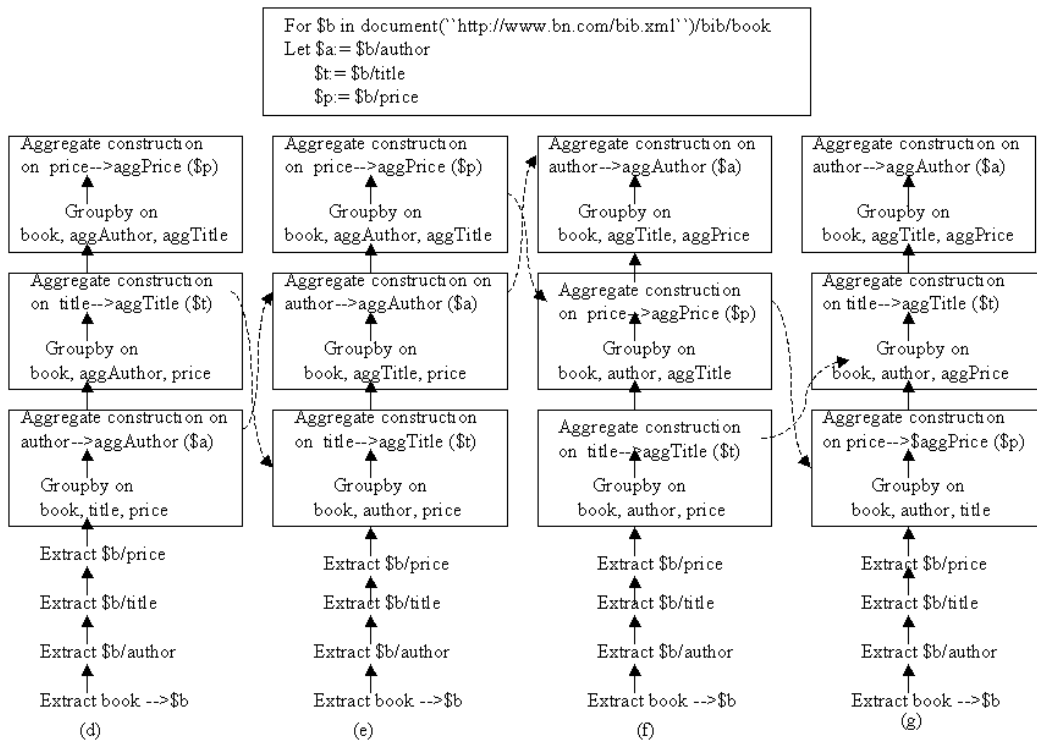 For $b in document(``http://www.bn.com/bib.xml``)/bib/book
Let $a:= $b/author
$t:= $b/title
$p:= $b/price
Aggregate construction
on price-->aggPrice ($p)
Groupby on
book, aggAuthor, aggTitle
Aggregate construction
on title-->aggTitle ($t)
Groupby on
book, aggAuthor, price
Aggregate construction on
author-->aggAuthor ($a)
Groupby on
book, title, price
Extract $b/price
Extract $b/title
Extract $b/author
Extract book -->$b
(d)
Aggregate construction
on price-->aggPrice ($p)
Groupby on
book, aggAuthor, aggTitle
Aggregate construction on
author-->aggAuthor ($a)
Groupby on
book, aggTitle, price
Aggregate construction
on title-->aggTitle ($t)
Groupby on
book, author, price
Extract $b/price
Extract $b/title
Extract $b/author
Extract book -->$b
(e)
Aggregate construction on
author-->aggAuthor ($a)
Groupby on
book, aggTitle, aggPrice
Aggregate construction
on price-->aggPrice ($p)
Groupby on
book, author, aggTitle
Aggregate construction
on title-->aggTitle ($t)
Groupby on
book, author, price
Extract $b/price
Extract $b/title
Extract $b/author
Extract book -->$b
(f)
Aggregate construction on
author-->aggAuthor ($a)
Groupby on
book, aggTitle, aggPrice
Aggregate construction
on title-->aggTitle ($t)
Groupby on
book, author, aggPrice
Aggregate construction
on price-->$aggPrice ($p)
Groupby on
book, author, title
Extract $b/price
Extract $b/title
Extract $b/author
Extract book -->$b
(g)